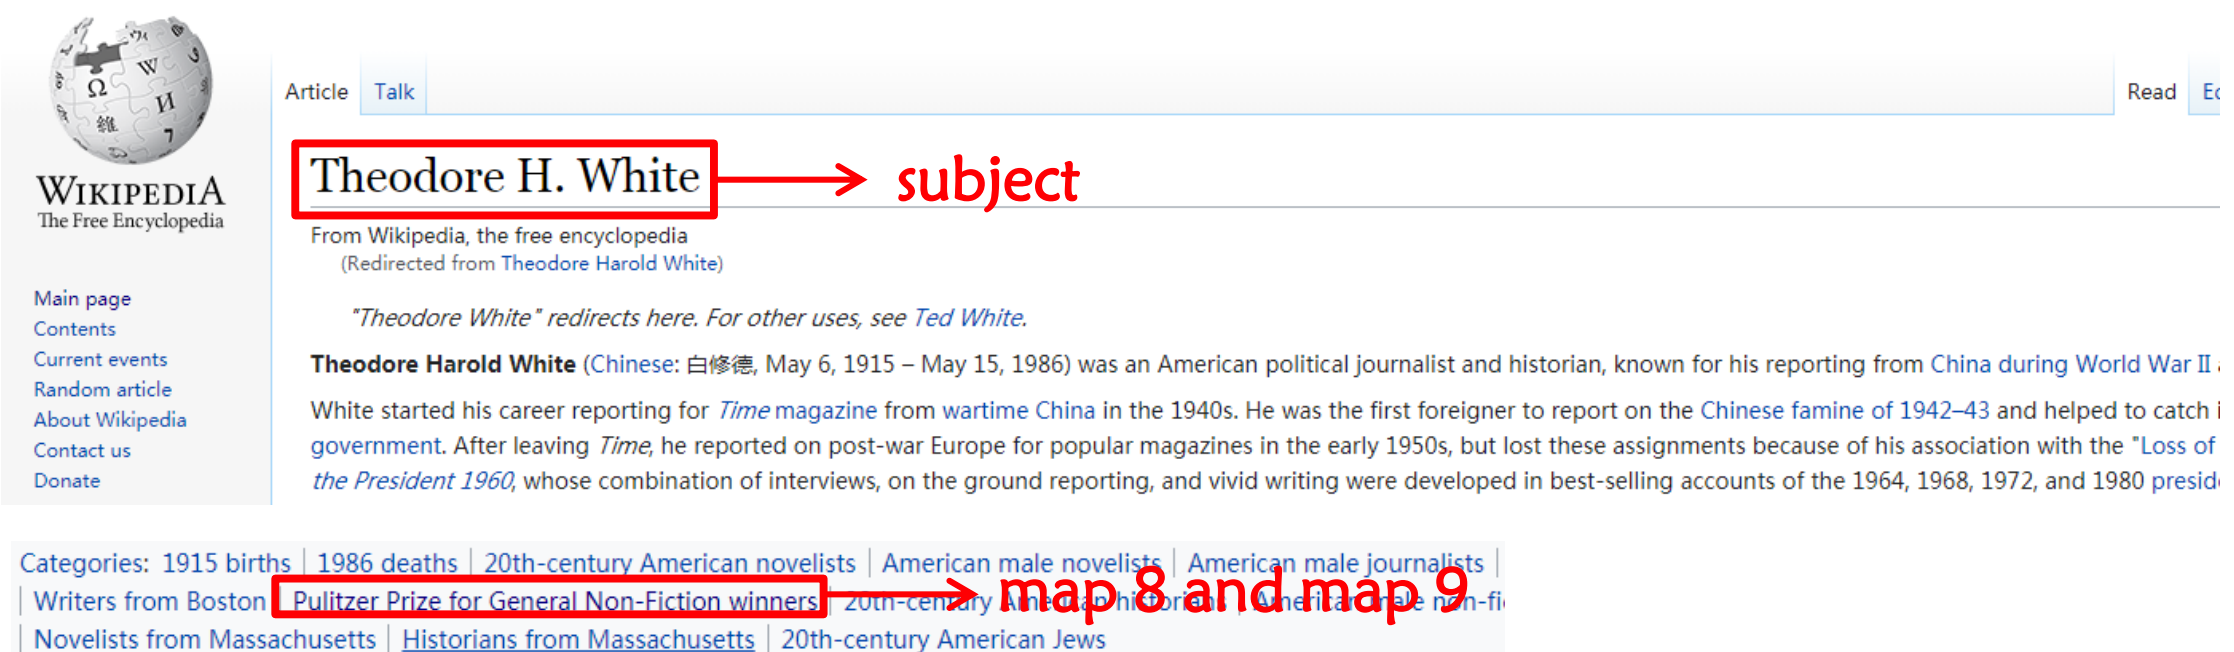 Article Talk Read
Theodore H. White subject
WIKIPEDIA
The Free Encyclopedia
From Wikipedia, the free encyclopedia
(Redirected from Theodore Harold White)
Main page
"Theodore White" redirects here. For other uses, see Ted White.
Contents
Current events
Theodore Harold White (Chinese: 白修德, May 6, 1915 – May 15, 1986) was an American political journalist and historian, known for his reporting from China during World War II
Random article
About Wikipedia
White started his career reporting for Time magazine from wartime China in the 1940s. He was the first foreigner to report on the Chinese famine of 1942–43 and helped to catch
Contact us
government. After leaving Time, he reported on post-war Europe for popular magazines in the early 1950s, but lost these assignments because of his association with the "Loss of
Donate
the President 1960, whose combination of interviews, on the ground reporting, and vivid writing were developed in best-selling accounts of the 1964, 1968, 1972, and 1980
Categories: 1915 births | 1986 deaths | 20th-century American novelists | American male novelists | American male journalists |
| Writers from Boston | Pulitzer Prize for General Non-Fiction winners | 20th-century American historians | American male
map 8 and map 9
| Novelists from Massachusetts | Historians from Massachusetts | 20th-century American Jews